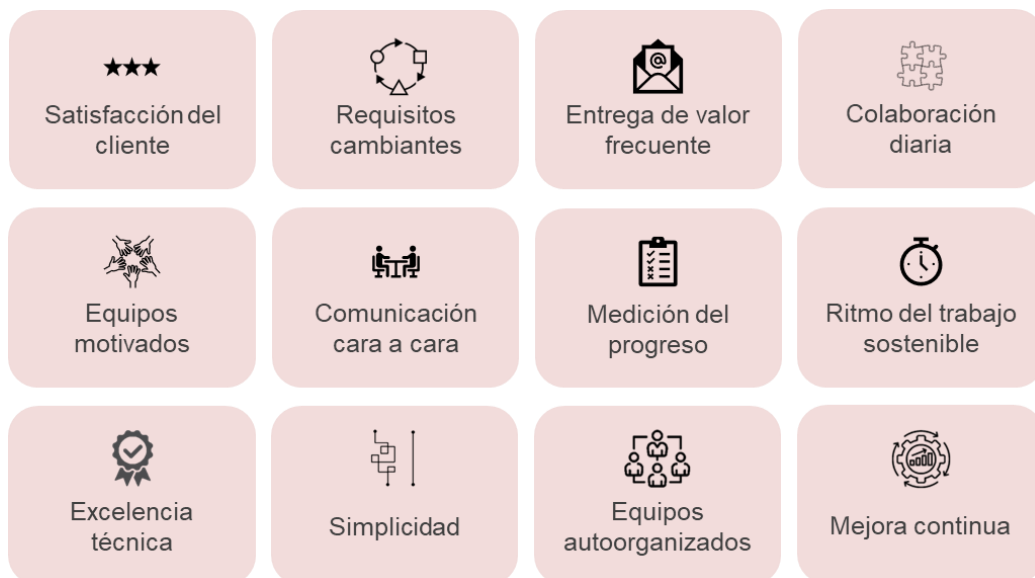 ★★★
Satisfacción del
cliente
Requisitos
cambiantes
@
Entrega de valor
frecuente
Colaboración
diaria
Equipos
motivados
Comunicación
cara a cara
Medición del
progreso
Ritmo del trabajo
sostenible
Excelencia
técnica
Simplicidad
Equipos
autoorganizados
Mejora continua